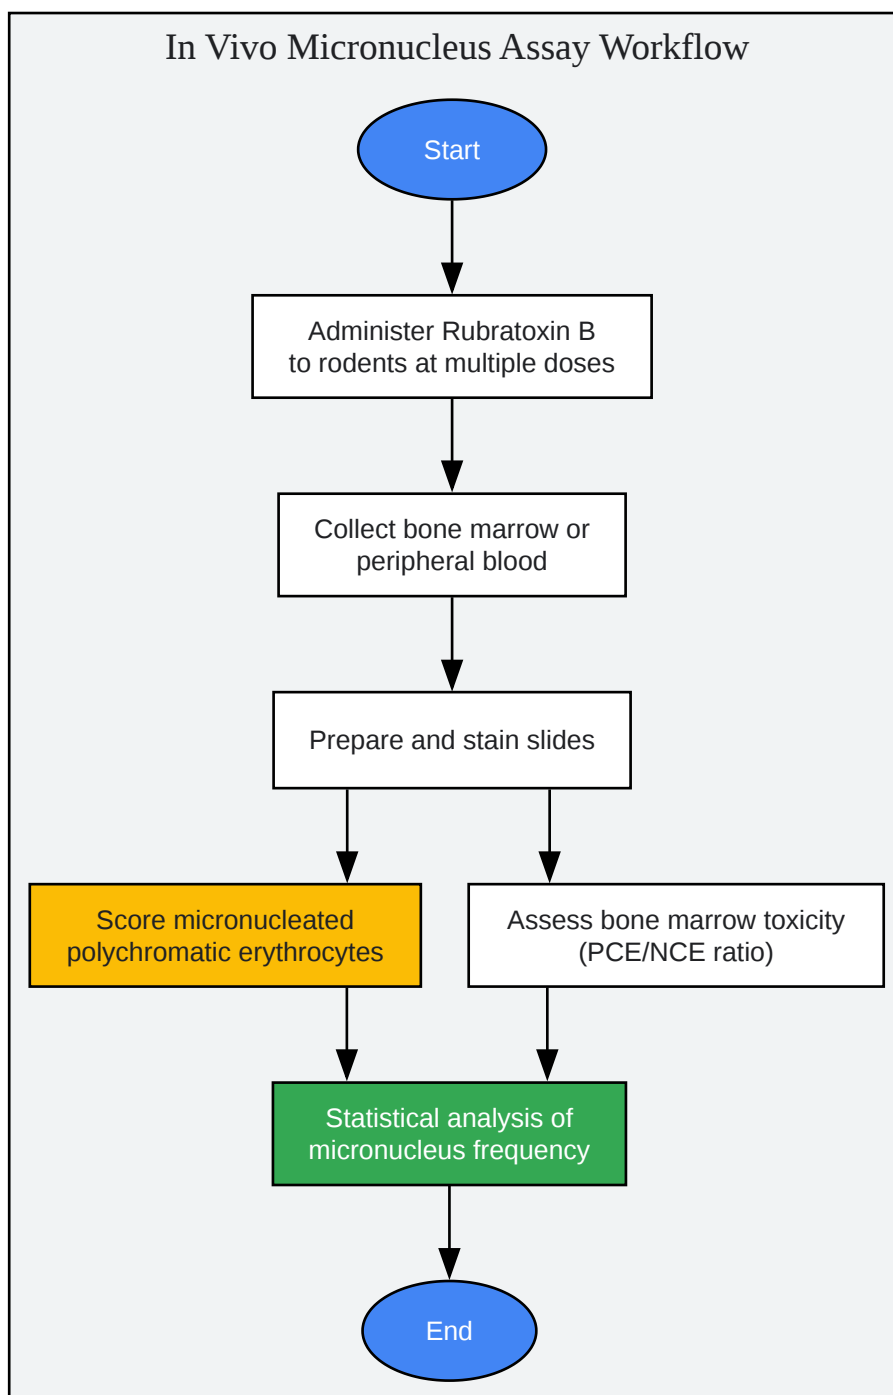 In Vivo Micronucleus Assay Workflow
Start
Administer Rubratoxin B
to rodents at multiple doses
Collect bone marrow or
peripheral blood
Prepare and stain slides
Score micronucleated
polychromatic erythrocytes
Assess bone marrow toxicity
(PCE/NCE ratio)
Statistical analysis of
micronucleus frequency
End